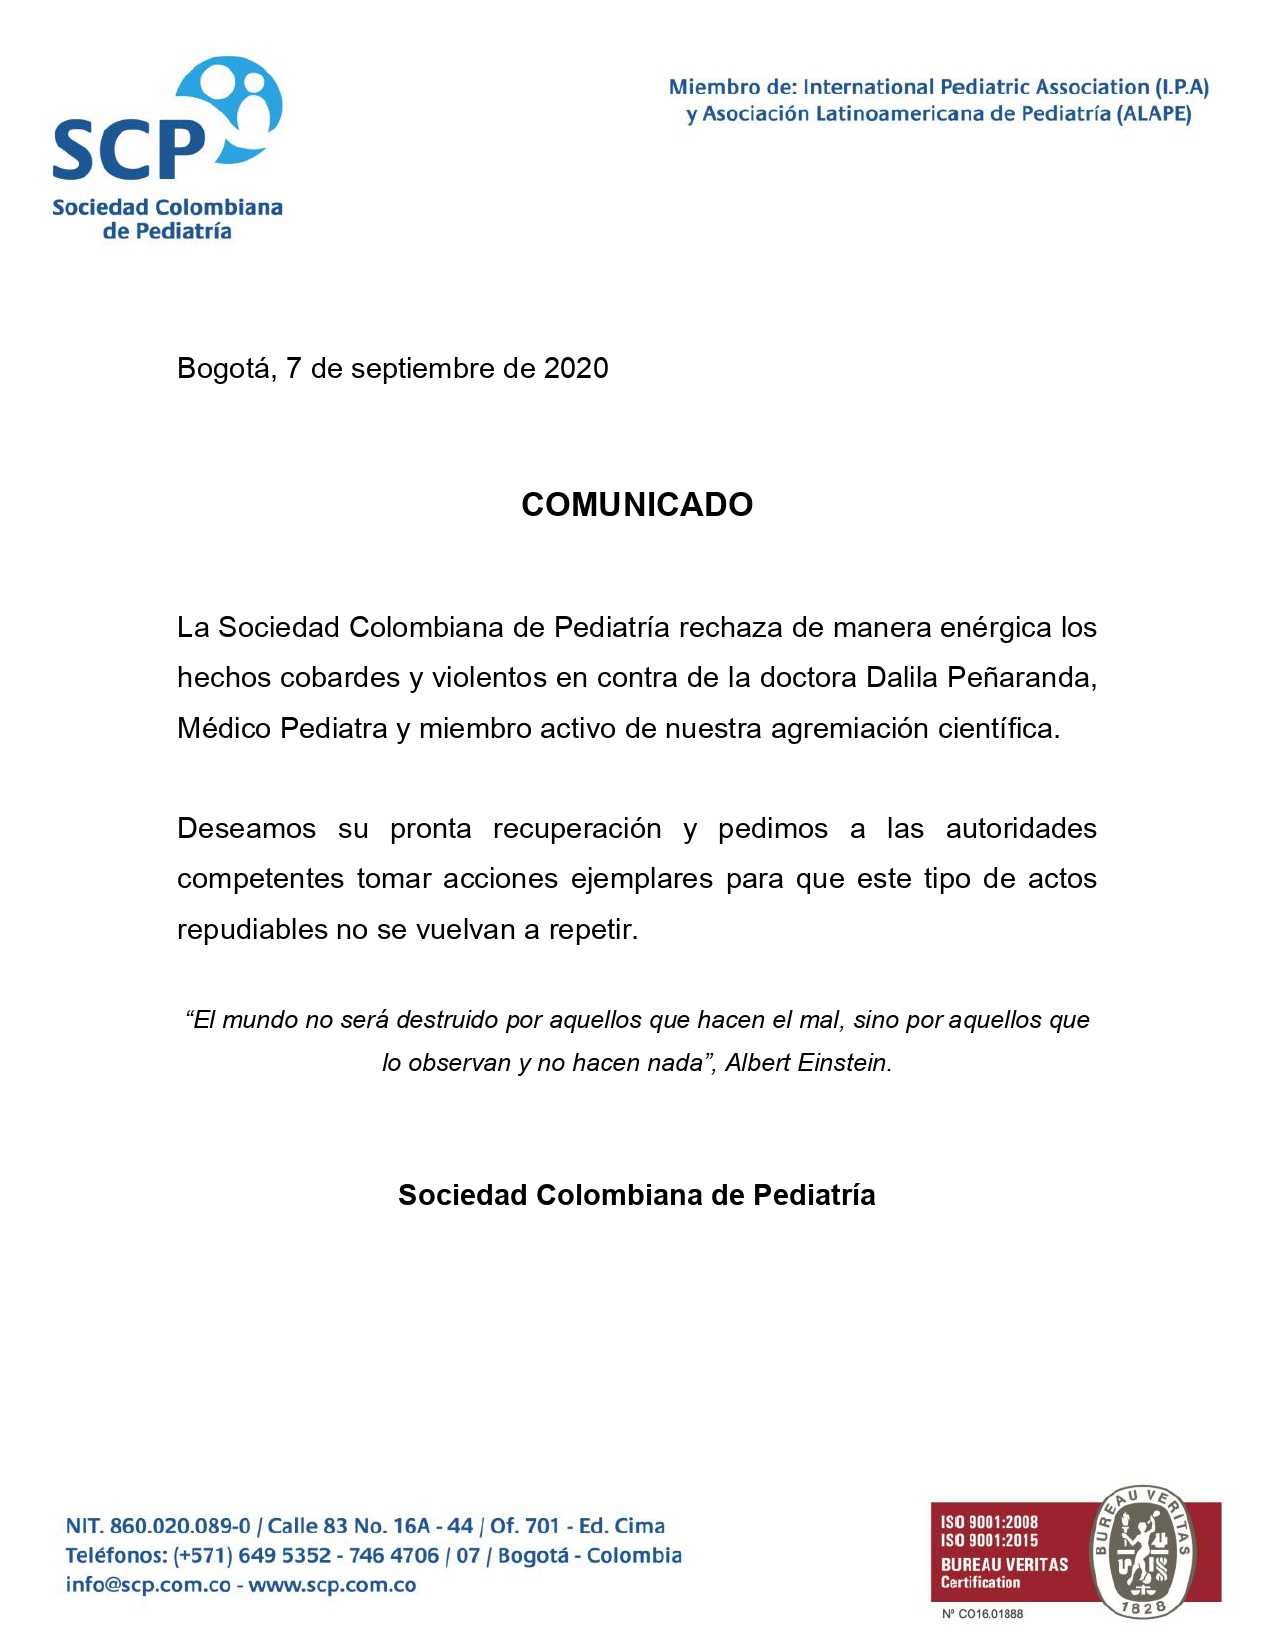 SCP
Sociedad Colombiana
de Pediatría
Miembro de: International Pediatric Association (I.P.A)
y Asociación Latinoamericana de Pediatría (ALAPE)
Bogotá, 7 de septiembre de 2020
COMUNICADO
La Sociedad Colombiana de Pediatría rechaza de manera enérgica los
hechos cobardes y violentos en contra de la doctora Dalila Peñaranda,
Médico Pediatra y miembro activo de nuestra agremiación científica.
Deseamos su pronta recuperación y pedimos a las autoridades
competentes tomar acciones ejemplares para que este tipo de actos
repudiables no se vuelvan a repetir.
“El mundo no será destruido por aquellos que hacen el mal, sino por aquellos que
lo observan y no hacen nada”, Albert Einstein.
Sociedad Colombiana de Pediatría
NIT. 860.020.089-0 / Calle 83 No. 16A - 44 / Of. 701 - Ed. Cima
Teléfonos: (+571) 649 5352 - 746 4706 / 07 / Bogotá - Colombia
info@scp.com.co - www.scp.com.co
ISO 9001:2008
ISO 9001:2015
BUREAU VERITAS
Certification
Nº CO16.01888
BUREAU VERITAS
1828